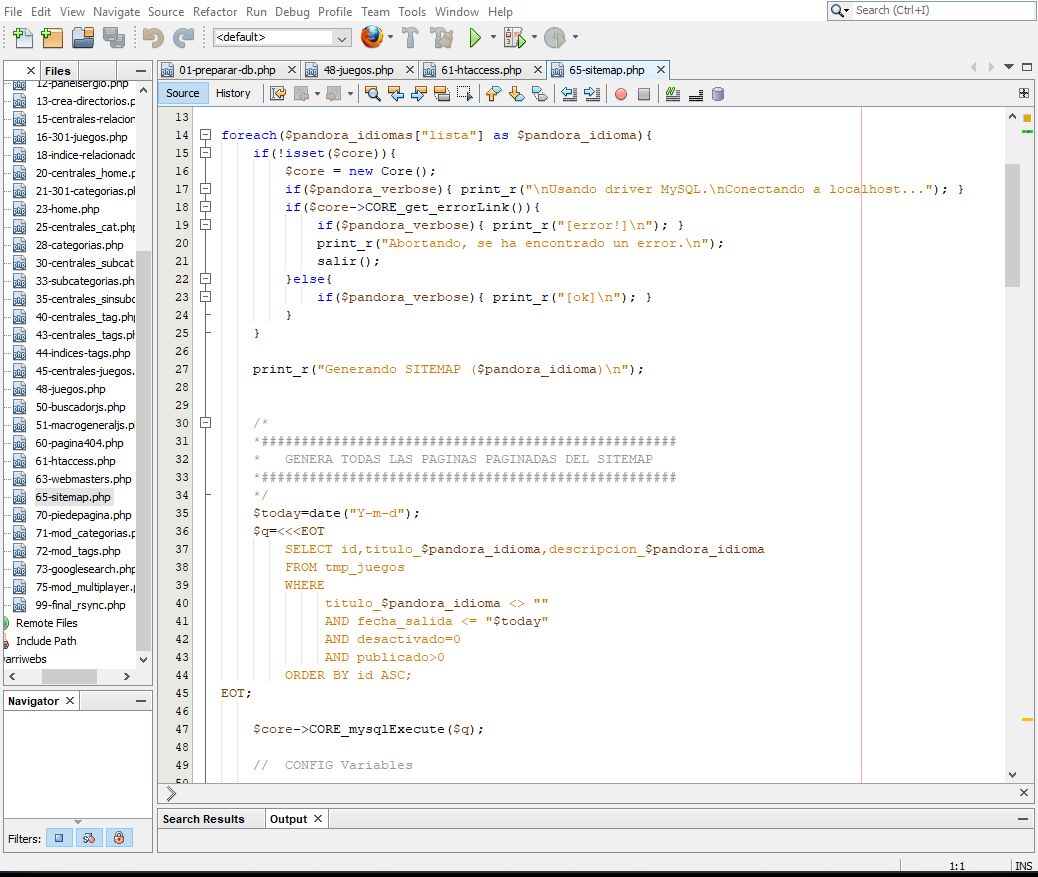 File Edit View Navigate Source Refactor Run Debug Profile Team Tools Window Help
Search (Ctrl+I)
<default>
Files
01-preparar-db.php
48-juegos.php
61-htaccess.php
65-sitemap.php
Source History
12-panelsergio.php
13-crea-directorios.p
15-centrales-relacion
16-301-juegos.php
18-indice-relacionado
20-centrales_home.p
21-301-categorias.ph
23-home.php
25-centrales_cat.php
28-categorias.php
30-centrales_subcat
33-subcategorias.ph
35-centrales_sinsubc
40-centrales_tag.php
43-centrales_tags.ph
44-indices-tags.php
45-centrales-juegos.
48-juegos.php
50-buscadorjs.php
51-macrogeneraljs.p
60-pagina404.php
61-htaccess.php
63-webmasters.php
65-sitemap.php
70-piedepagina.php
71-mod_categorias.p
72-mod_tags.php
73-googlesearch.php
75-mod_multiplayer.p
99-final_rsync.php
Remote Files
Include Path
arriwebs
Navigator
Filters:
13
14 foreach($pandora_idiomas["lista"] as $pandora_idioma){
15 if(!isset($core)){
16 $core = new Core();
17 if($pandora_verbose){ print_r("\nUsando driver MySQL.\nConectando a localhost..."); }
18 if($core->CORE_get_errorLink()){
19 if($pandora_verbose){ print_r("[error!]\n"); }
20 print_r("Abortando, se ha encontrado un error.\n");
21 salir();
22 }else{
23 if($pandora_verbose){ print_r("[ok]\n"); }
24 }
25 }
26
27 print_r("Generando SITEMAP ($pandora_idioma)\n");
28
29
30 /*
31 *####################################################
32 * GENERA TODAS LAS PAGINAS PAGINADAS DEL SITEMAP
33 *####################################################
34 */
35 $today=date("Y-m-d");
36 $q=<<<EOT
37 SELECT id,titulo_$pandora_idioma,descripcion_$pandora_idioma
38 FROM tmp_juegos
39 WHERE
40 titulo_$pandora_idioma <> ""
41 AND fecha_salida <= "$today"
42 AND desactivado=0
43 AND publicado>0
44 ORDER BY id ASC;
45 EOT;
46
47 $core->CORE_mysqlExecute($q);
48
49 // CONFIG Variables
50
Search Results
Output
1:1 INS